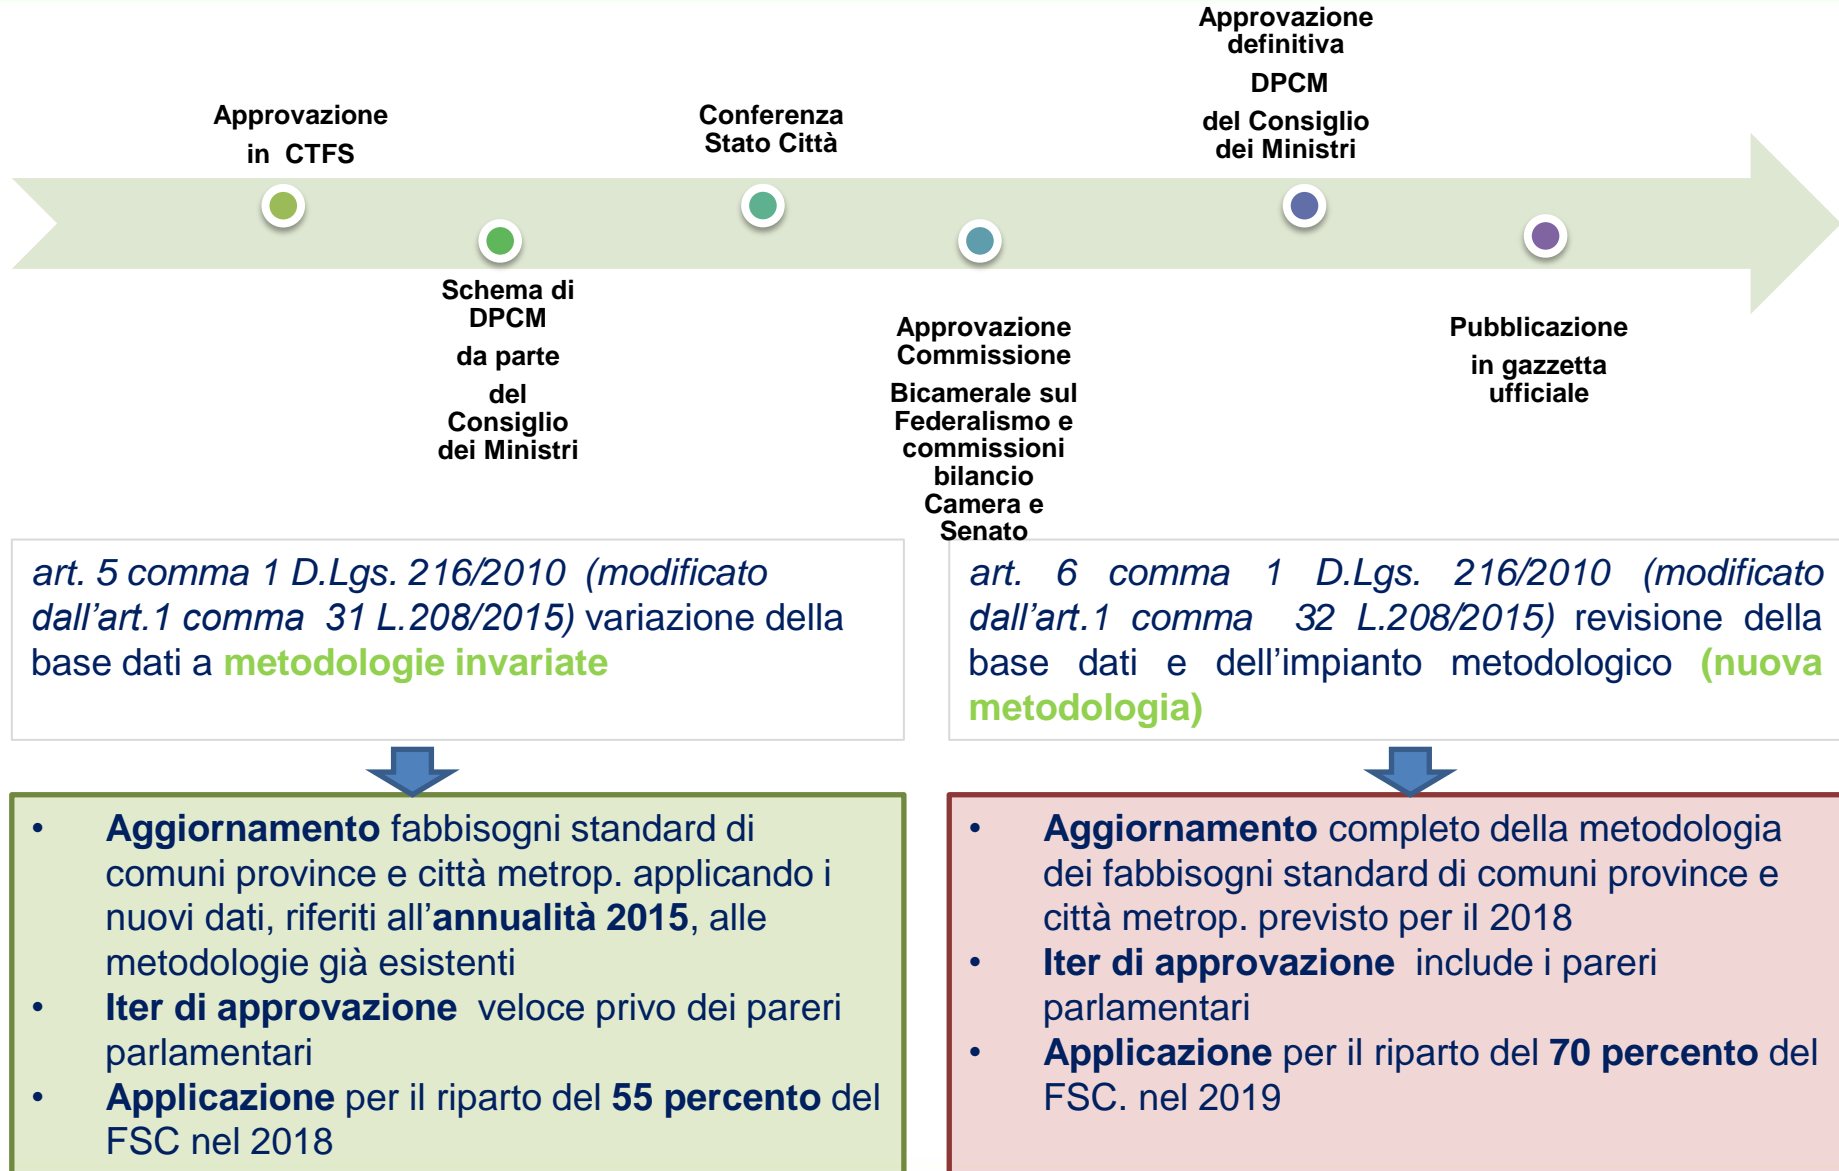 Approvazione
in CTFS
Schema di
DPCM
da parte
del
Consiglio
dei Ministri
Conferenza
Stato Città
Approvazione
Commissione
Bicamerale sul
Federalismo e
commissioni
bilancio
Camera e
Senato
Approvazione
definitiva
DPCM
del Consiglio
dei Ministri
Pubblicazione
in gazzetta
ufficiale
art. 5 comma 1 D.Lgs. 216/2010 (modificato
dall'art.1 comma 31 L.208/2015) variazione della
base dati a metodologie invariate
art. 6 comma 1 D.Lgs. 216/2010 (modificato
dall'art.1 comma 32 L.208/2015) revisione della
base dati e dell'impianto metodologico (nuova
metodologia)
• Aggiornamento fabbisogni standard di
comuni province e città metrop. applicando i
nuovi dati, riferiti all'annualità 2015, alle
metodologie già esistenti
• Iter di approvazione veloce privo dei pareri
parlamentari
• Applicazione per il riparto del 55 percento del
FSC nel 2018
• Aggiornamento completo della metodologia
dei fabbisogni standard di comuni province e
città metrop. previsto per il 2018
• Iter di approvazione include i pareri
parlamentari
• Applicazione per il riparto del 70 percento del
FSC. nel 2019